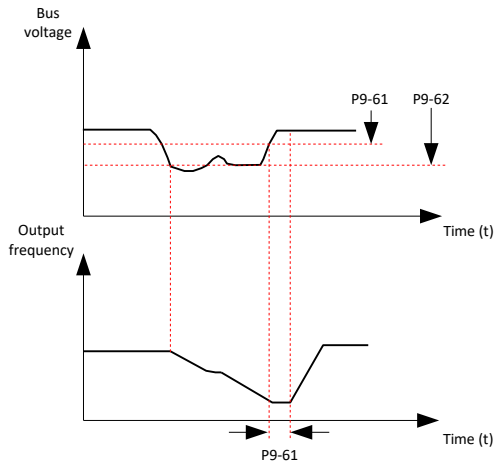 Bus
voltage
P9-61
P9-62
Time (t)
Output
frequency
Time (t)
P9-61